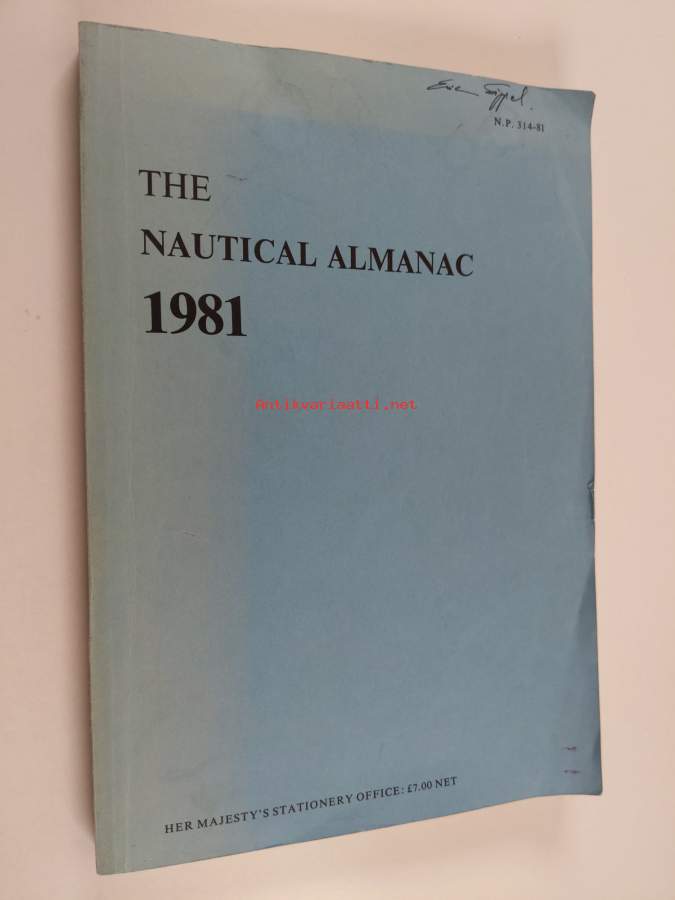 N.P. 314-81
THE
NAUTICAL ALMANAC
1981
Antikvariaatti.net
HER MAJESTY'S STATIONERY OFFICE: £7.00 NET